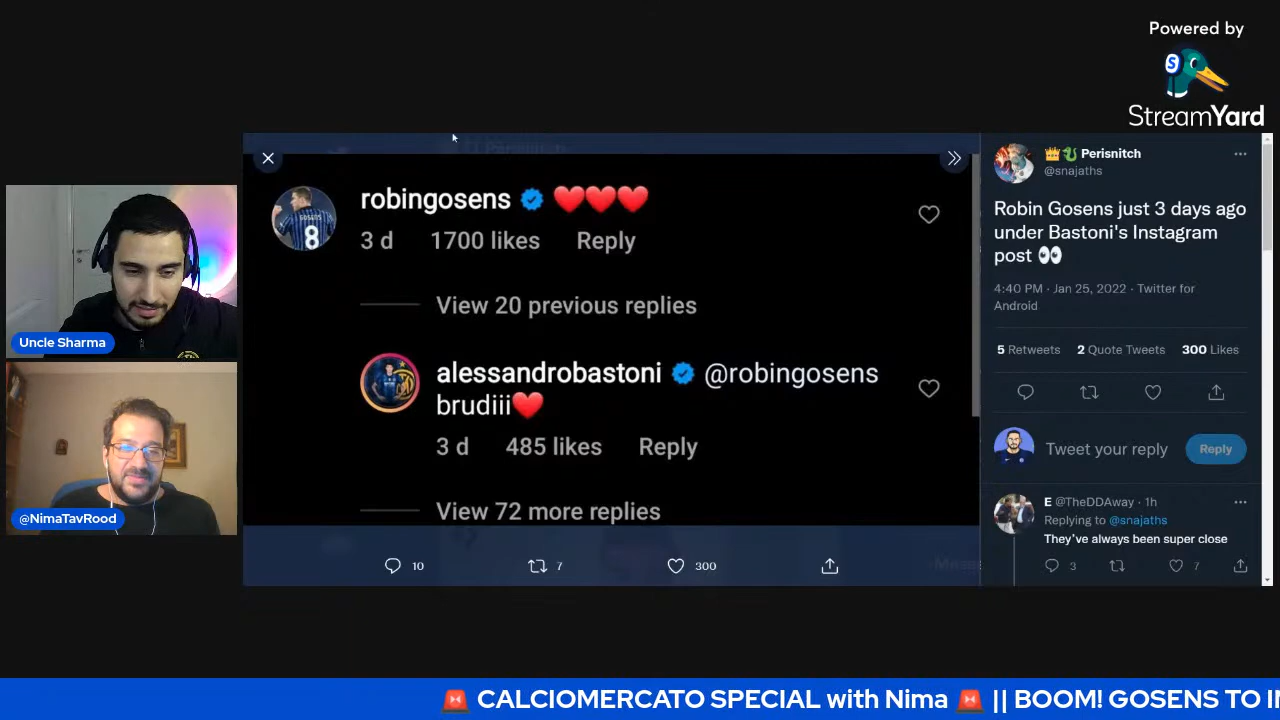 Powered by
S
StreamYard
Uncle Sharma
@NimaTavRood
GOSENS
8
robingosens ❤️❤️❤️
3 d 1700 likes Reply
View 20 previous replies
alessandrobastoni @robingosens
brudiii❤️
3 d 485 likes Reply
View 72 more replies
10 7 300
👑🐍 Perisnitch
@snajaths
Robin Gosens just 3 days ago
under Bastoni's Instagram
post 👀
4:40 PM · Jan 25, 2022 · Twitter for
Android
5 Retweets 2 Quote Tweets 300 Likes
Tweet your reply Reply
E @TheDDAway · 1h
Replying to @snajaths
They've always been super close
3 7
🚨 CALCIOMERCATO SPECIAL with Nima 🚨 || BOOM! GOSENS TO